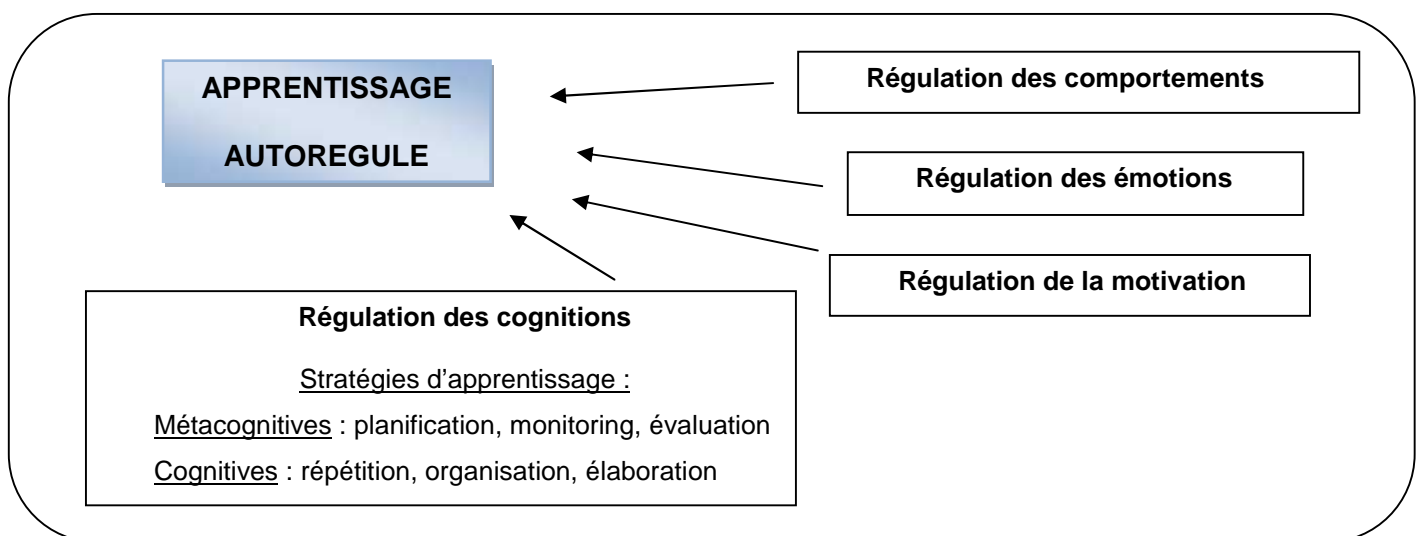 APPRENTISSAGE
AUTOREGULE
Régulation des comportements
Régulation des émotions
Régulation de la motivation
Régulation des cognitions
Stratégies d’apprentissage :
Métacognitives : planification, monitoring, évaluation
Cognitives : répétition, organisation, élaboration